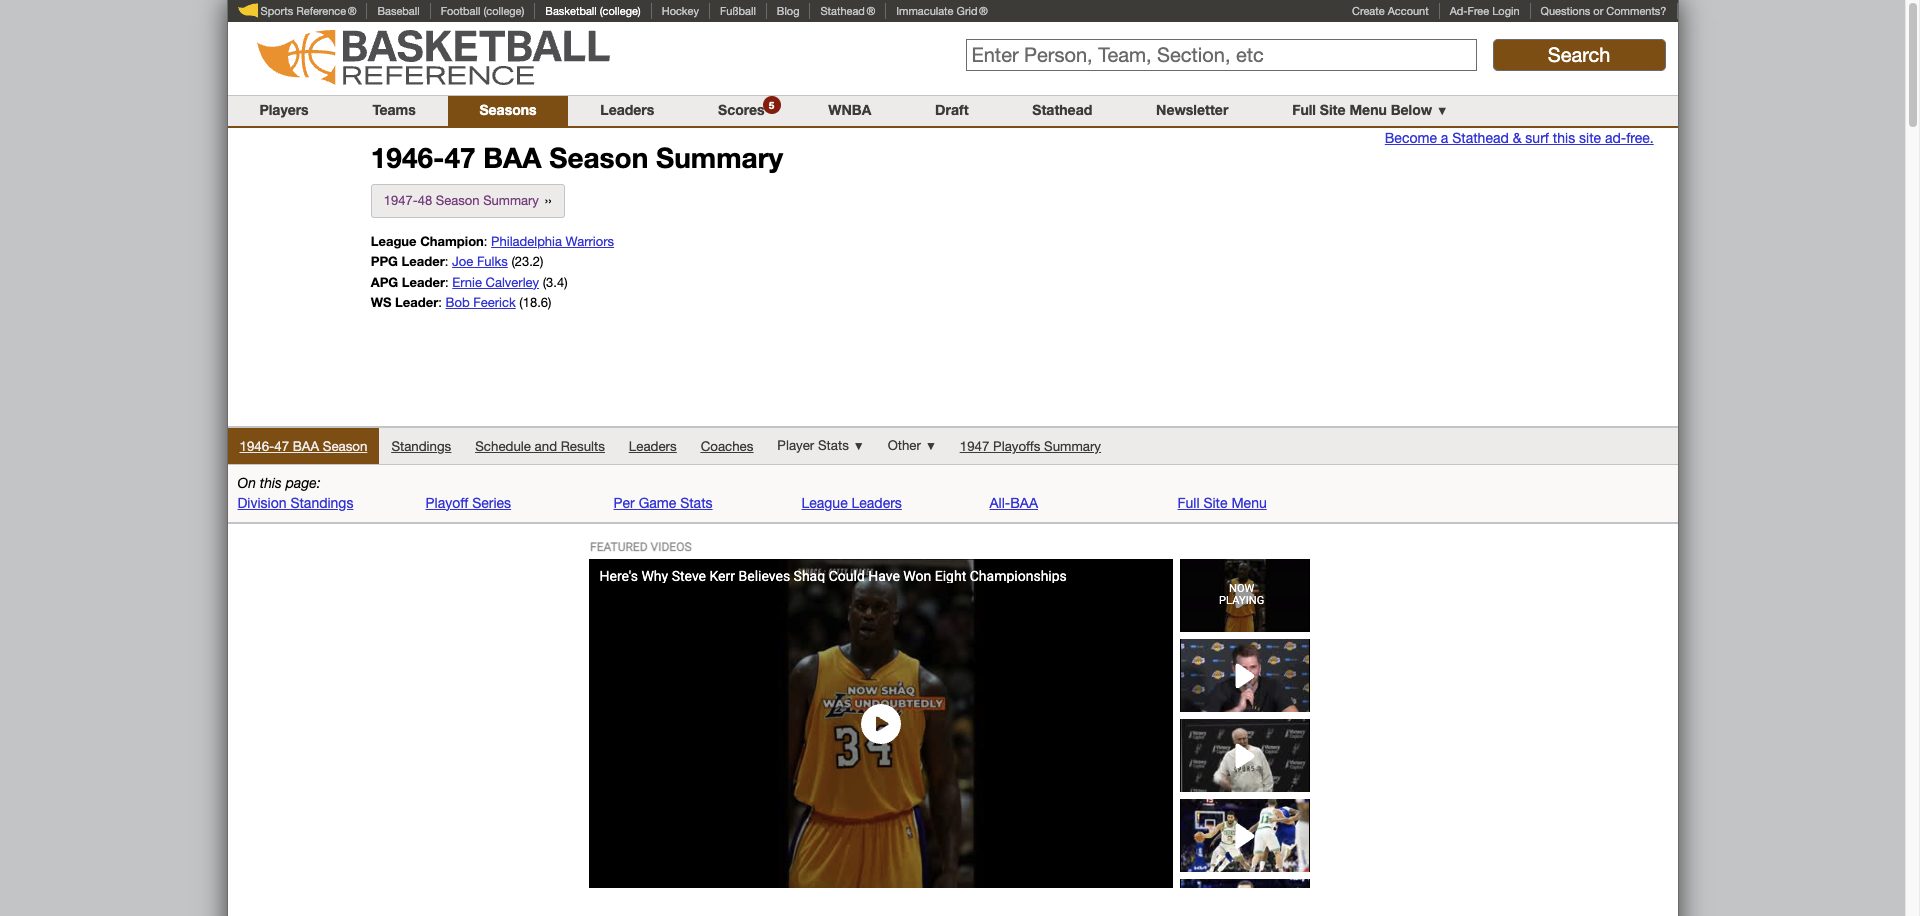 Sports Reference® Baseball Football (college) Basketball (college) Hockey Fußball Blog Stathead® Immaculate Grid® Create Account Ad-Free Login Questions or Comments?
BASKETBALL
REFERENCE
Enter Person, Team, Section, etc Search
Players Teams Seasons Leaders Scores 5 WNBA Draft Stathead Newsletter Full Site Menu Below ▼
Become a Stathead & surf this site ad-free.
1946-47 BAA Season Summary
1947-48 Season Summary ››
League Champion: Philadelphia Warriors
PPG Leader: Joe Fulks (23.2)
APG Leader: Ernie Calverley (3.4)
WS Leader: Bob Feerick (18.6)
1946-47 BAA Season Standings Schedule and Results Leaders Coaches Player Stats ▼ Other ▼ 1947 Playoffs Summary
On this page:
Division Standings Playoff Series Per Game Stats League Leaders All-BAA Full Site Menu
FEATURED VIDEOS
Here's Why Steve Kerr Believes Shaq Could Have Won Eight Championships
NOW SHAQ
WAS UNDOUBTEDLY
34
NOW
PLAYING